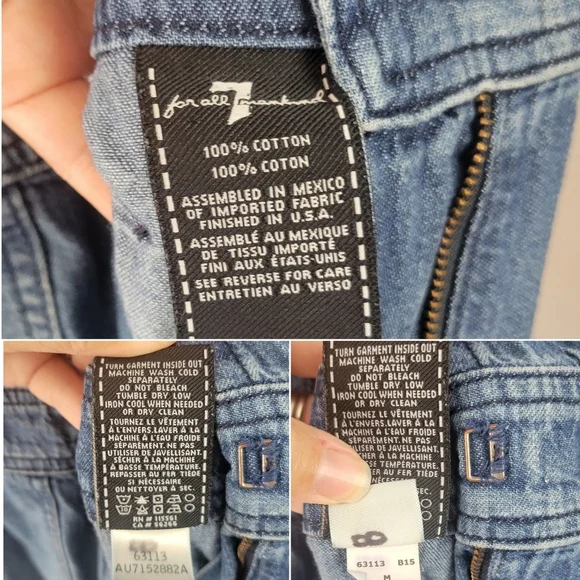 for all 7 mankind
100% COTTON
100% COTON
ASSEMBLED IN MEXICO
OF IMPORTED FABRIC
FINISHED IN U.S.A.
ASSEMBLÉ AU MEXIQUE
DE TISSU IMPORTÉ
FINI AUX ÉTATS-UNIS
SEE REVERSE FOR CARE
ENTRETIEN AU VERSO
TURN GARMENT INSIDE OUT
MACHINE WASH COLD
SEPARATELY
DO NOT BLEACH
TUMBLE DRY LOW
IRON COOL WHEN NEEDED
OR DRY CLEAN
TOURNEZ LE VÊTEMENT
À L'ENVERS.LAVER À LA
MACHINE À EAU FROIDE
SÉPARÉMENT.NE PAS
UTILISER DE JAVELLISANT.
SÉCHER À LA MACHINE
À BASSE TEMPÉRATURE.
REPASSER AU FER TIÈDE
SI NÉCESSAIRE
OU NETTOYER À SEC.
RN # 115551
CA # 56266
63113
AU7152882A
TURN GARMENT INSIDE OUT
MACHINE WASH COLD
SEPARATELY
DO NOT BLEACH
TUMBLE DRY LOW
IRON COOL WHEN NEEDED
OR DRY CLEAN
TOURNEZ LE VÊTEMENT
À L'ENVERS.LAVER À LA
MACHINE À EAU FROIDE
SÉPARÉMENT.NE PAS
UTILISER DE JAVELLISANT.
SÉCHER À LA MACHINE
À BASSE TEMPÉRATURE.
AU FER TIÈDE
À SEC.
8
63113 B15
M